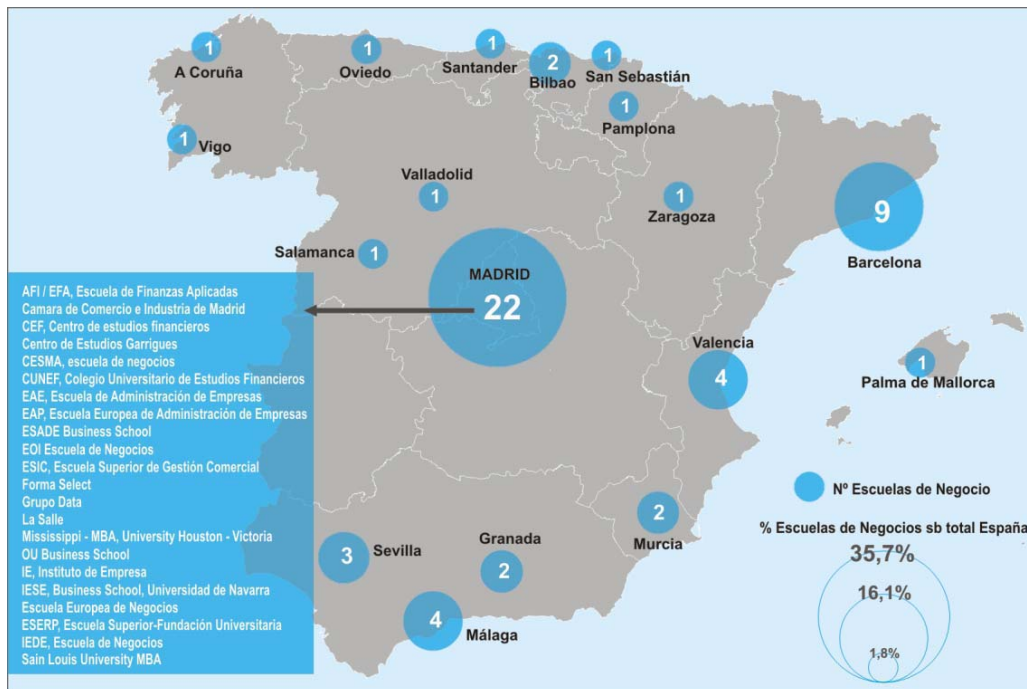 1
A Coruña
1
Oviedo
1
Santander
2
Bilbao
1
San Sebastián
1
Pamplona
1
Vigo
Valladolid
1
1
Zaragoza
9
Barcelona
Salamanca
1
MADRID
22
AFI / EFA, Escuela de Finanzas Aplicadas
Camara de Comercio e Industria de Madrid
CEF, Centro de estudios financieros
Centro de Estudios Garrigues
CESMA, escuela de negocios
CUNEF, Colegio Universitario de Estudios Financieros
EAE, Escuela de Administración de Empresas
EAP, Escuela Europea de Administración de Empresas
ESADE Business School
EOI Escuela de Negocios
ESIC, Escuela Superior de Gestión Comercial
Forma Select
Grupo Data
La Salle
Mississippi - MBA, University Houston - Victoria
OU Business School
IE, Instituto de Empresa
IESE, Business School, Universidad de Navarra
Escuela Europea de Negocios
ESERP, Escuela Superior-Fundación Universitaria
IEDE, Escuela de Negocios
Sain Louis University MBA
Valencia
4
1
Palma de Mallorca
2
Murcia
3
Sevilla
Granada
2
4
Málaga
Nº Escuelas de Negocio
% Escuelas de Negocios sb total España
35,7%
16,1%
1,8%